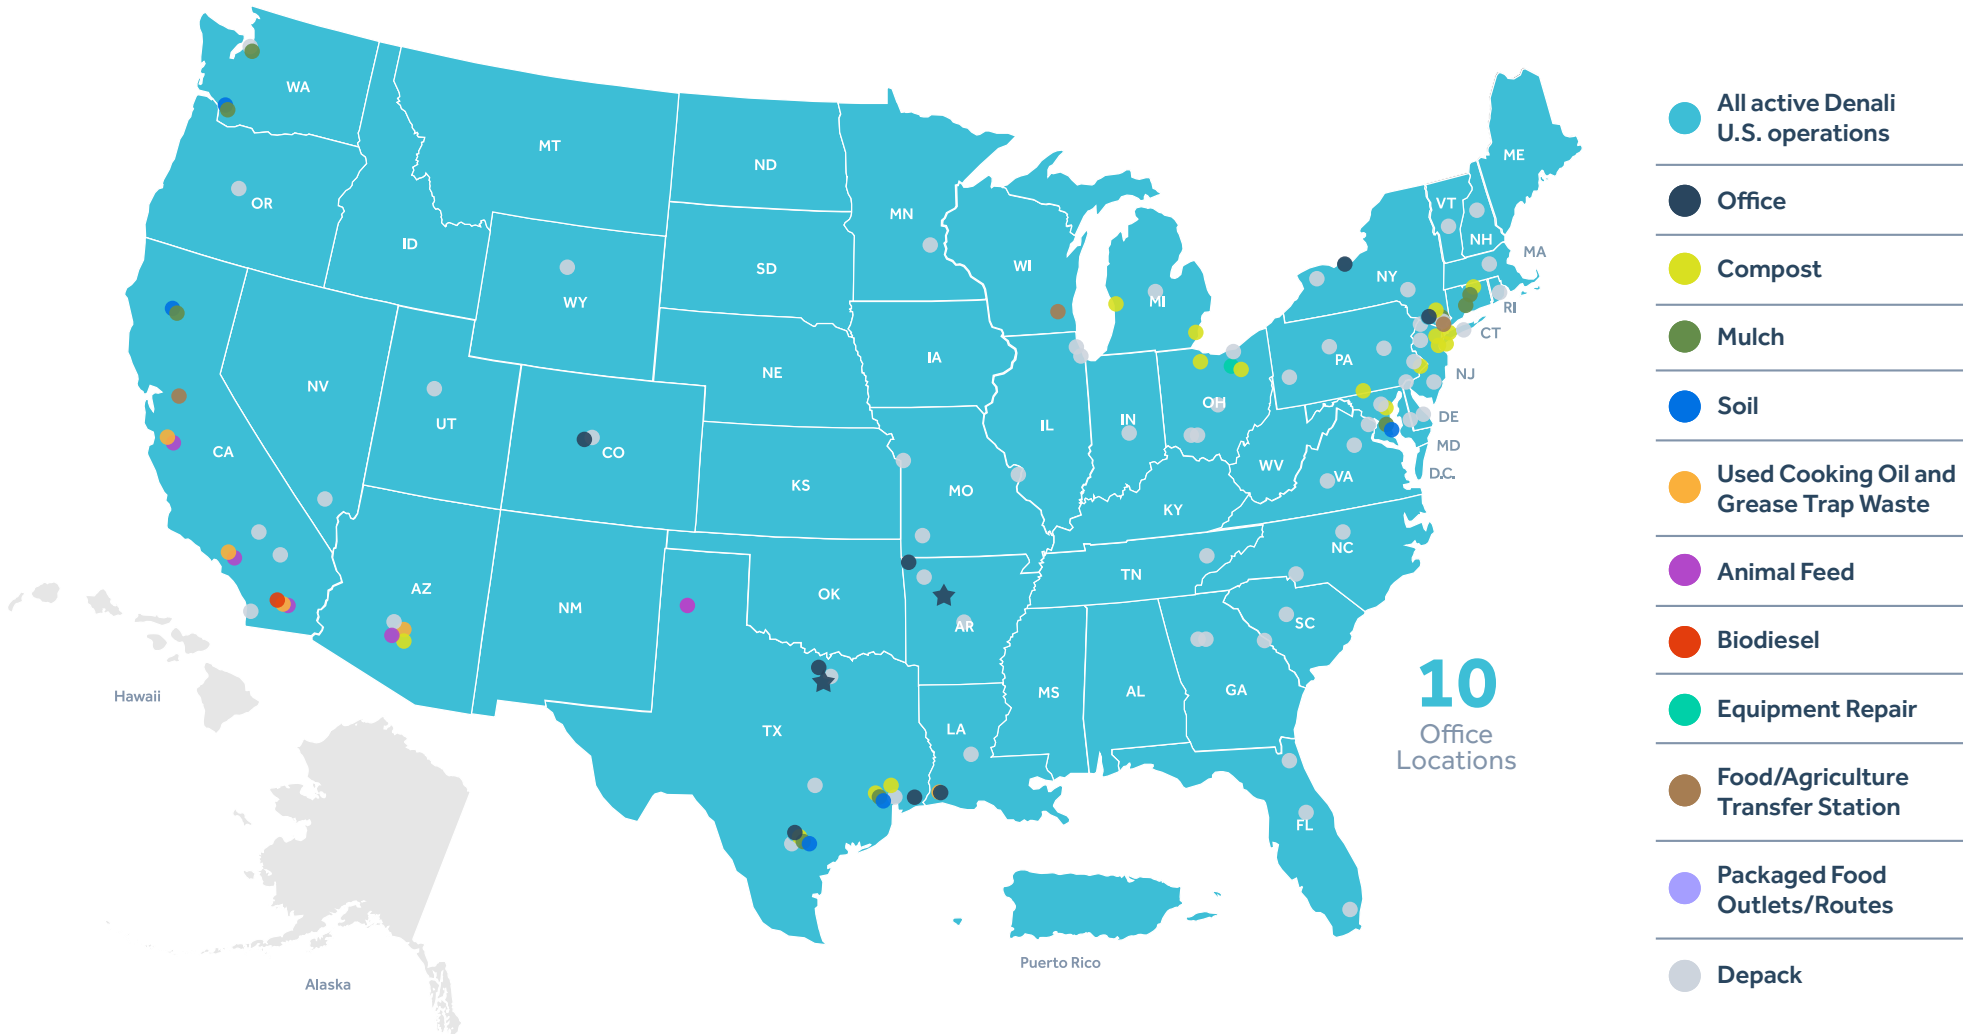 WA
MT
ND
MN
OR
ID
WY
SD
WI
MI
NY
VT
NH
ME
MA
RI
CT
NV
UT
CO
NE
IA
IL
IN
OH
PA
NJ
DE
MD
D.C.
CA
KS
MO
KY
WV
VA
AZ
NM
OK
AR
TN
NC
SC
TX
LA
MS
AL
GA
FL
Hawaii
Alaska
Puerto Rico
10
Office
Locations
All active Denali
U.S. operations
Office
Compost
Mulch
Soil
Used Cooking Oil and
Grease Trap Waste
Animal Feed
Biodiesel
Equipment Repair
Food/Agriculture
Transfer Station
Packaged Food
Outlets/Routes
Depack